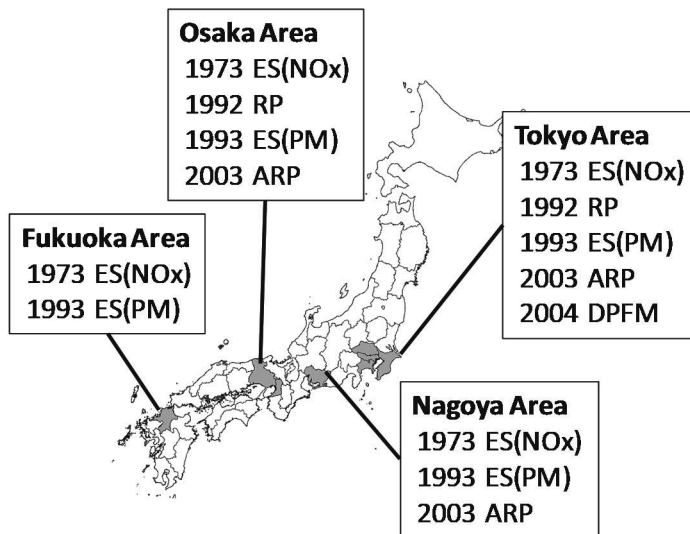 Osaka Area
1973 ES(NOx)
1992 RP
1993 ES(PM)
2003 ARP
Tokyo Area
1973 ES(NOx)
1992 RP
1993 ES(PM)
2003 ARP
2004 DPFM
Fukuoka Area
1973 ES(NOx)
1993 ES(PM)
Nagoya Area
1973 ES(NOx)
1993 ES(PM)
2003 ARP